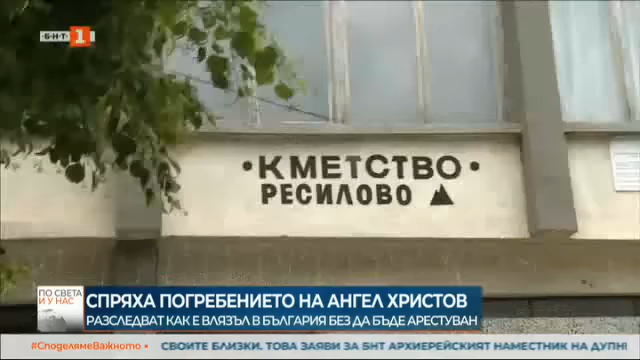 БНТ 1
• КМЕТСТВО •
РЕСИЛОВО
ПО СВЕТА
И У НАС
СПРЯХА ПОГРЕБЕНИЕТО НА АНГЕЛ ХРИСТОВ
РАЗСЛЕДВАТ КАК Е ВЛЯЗЪЛ В БЪЛГАРИЯ БЕЗ ДА БЪДЕ АРЕСТУВАН
#СподелямеВажното СВОИТЕ БЛИЗКИ. ТОВА ЗАЯВИ ЗА БНТ АРХИЕРЕЙСКИЯТ НАМЕСТНИК НА ДУПН